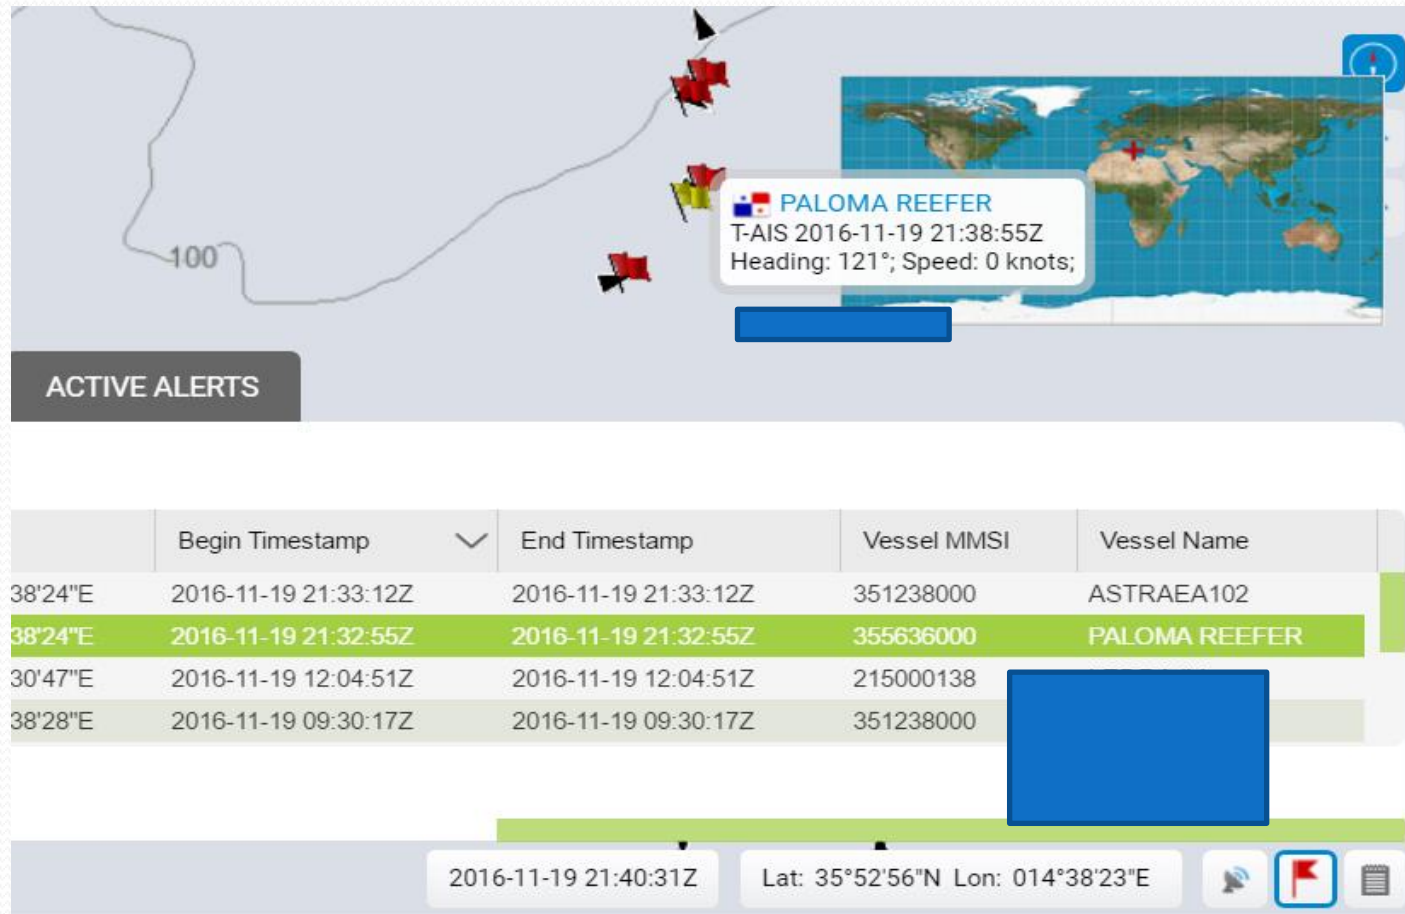 PALOMA REEFER
T-AIS 2016-11-19 21:38:55Z
Heading: 121°; Speed: 0 knots;
100
ACTIVE ALERTS
Begin Timestamp End Timestamp Vessel MMSI Vessel Name
38'24"E 2016-11-19 21:33:12Z 2016-11-19 21:33:12Z 351238000 ASTRAEA102
38'24"E 2016-11-19 21:32:55Z 2016-11-19 21:32:55Z 355636000 PALOMA REEFER
30'47"E 2016-11-19 12:04:51Z 2016-11-19 12:04:51Z 215000138
38'28"E 2016-11-19 09:30:17Z 2016-11-19 09:30:17Z 351238000
2016-11-19 21:40:31Z Lat: 35°52'56"N Lon: 014°38'23"E